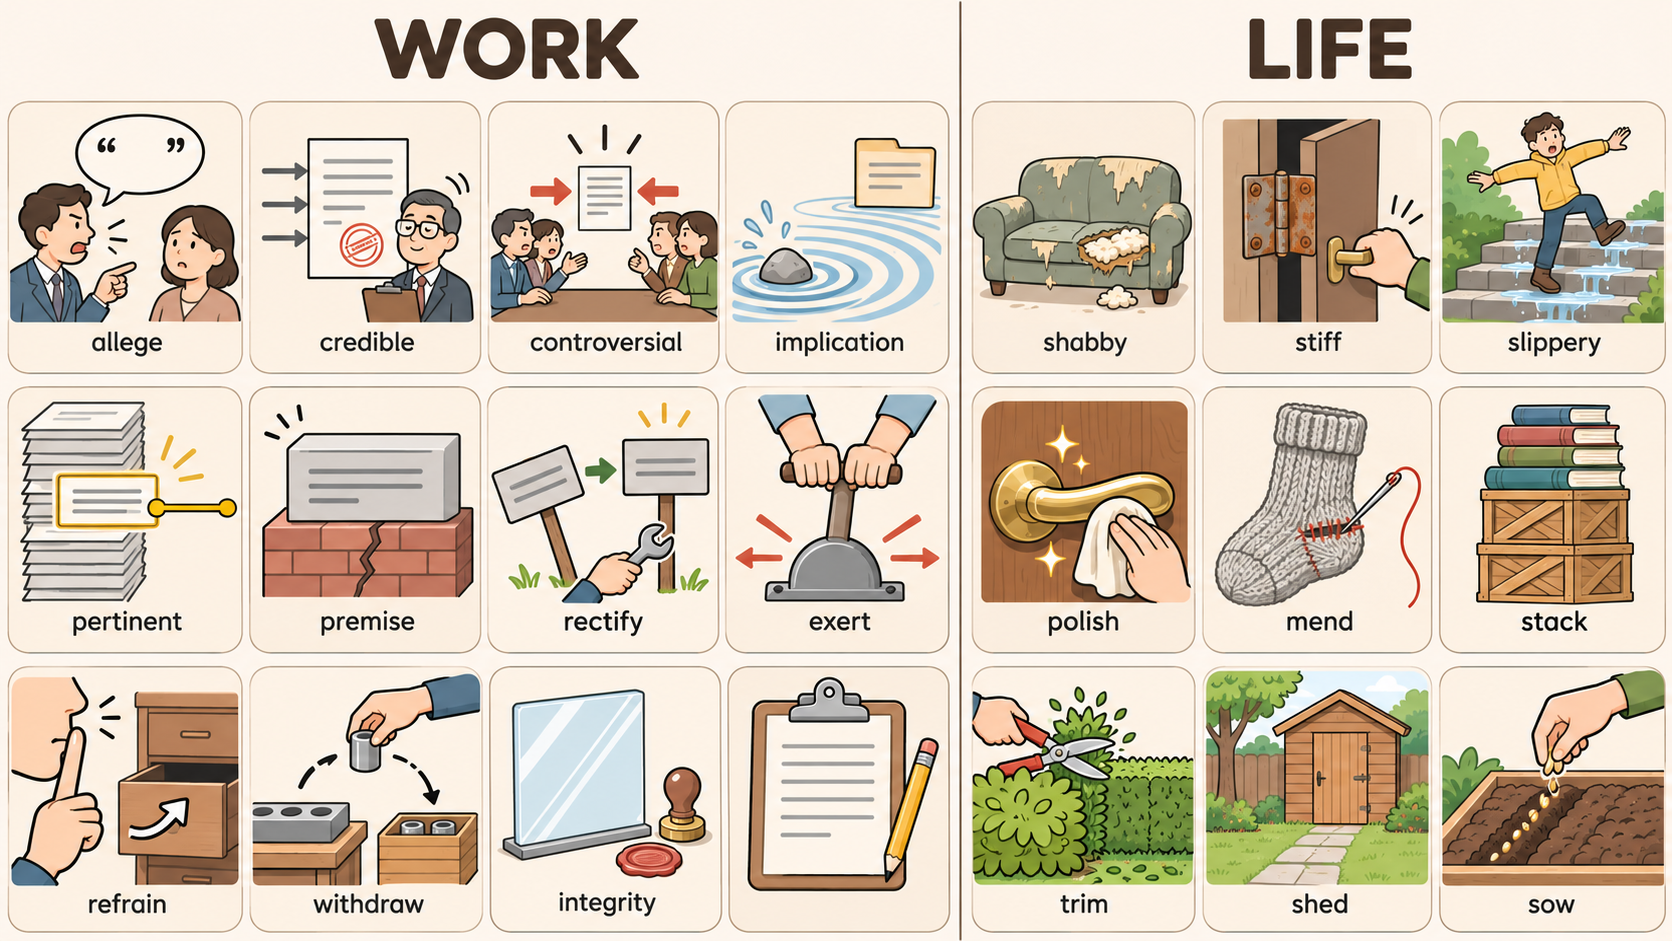 WORK
LIFE
“ ”
allege
credible
controversial
implication
shabby
stiff
slippery
pertinent
premise
rectify
exert
polish
mend
stack
refrain
withdraw
integrity
trim
shed
sow